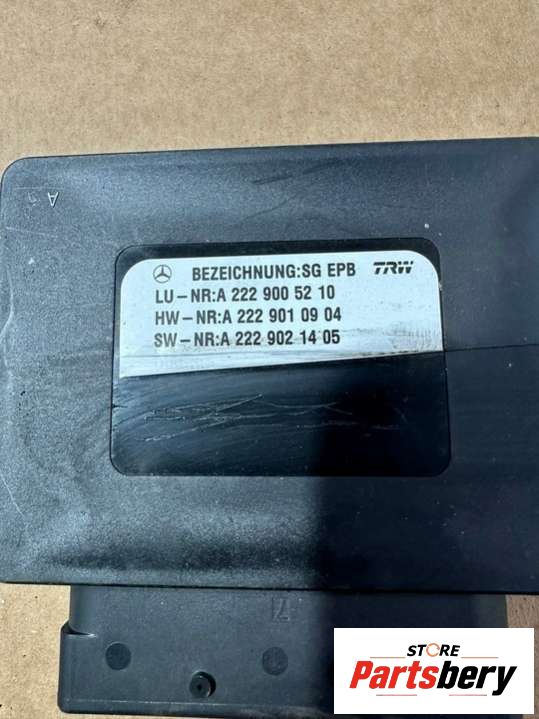 A
BEZEICHNUNG:SG EPB TRW
LU-NR:A 222 900 52 10
HW-NR:A 222 901 09 04
SW-NR:A 222 902 14 05
STORE
Partsbery